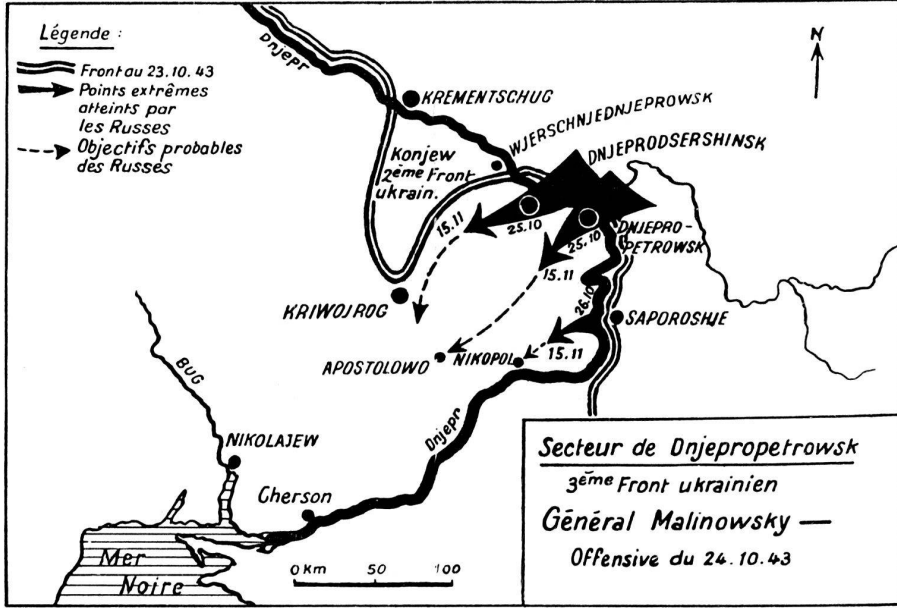 Légende :
Front au 23.10.43
Points extrêmes
atteints par
les Russes
Objectifs probables
des Russes
Dnjepr
N
KREMENTSCHUG
WJERSCHNJEDNJEPROWSK
DNJEPRODSERSHINSK
Konjew
2ème Front
ukrain.
15.11
25.10
25.10
DNJEPRO-
PETROWSK
15.11
26.10
KRIWOJROG
SAPOROSHJE
APOSTOLOWO
NIKOPOL
15.11
BUG
Dnjepr
NIKOLAJEW
Cherson
Mer
Noire
0 Km 50 100
Secteur de Dnjepropetrowsk
3ème Front ukrainien
Général Malinowsky —
Offensive du 24.10.43